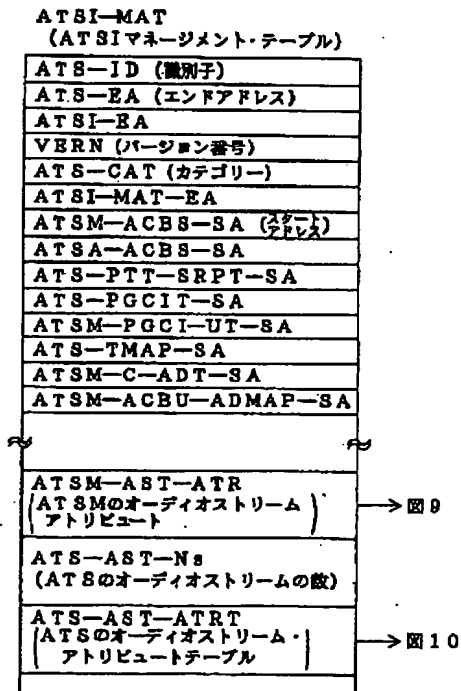 ATSI—MAT
(ATSIマネージメント・テーブル)
ATS—ID (識別子)
ATS—EA (エンドアドレス)
ATSI—EA
VERN (バージョン番号)
ATS—CAT (カテゴリー)
ATSI—MAT—EA
ATSM—ACBS—SA (スタートアドレス)
ATSA—ACBS—SA
ATS—PTT—SRPT—SA
ATS—PGCIT—SA
ATSM—PGCI—UT—SA
ATS—TMAP—SA
ATSM—C—ADT—SA
ATSM—ACBU—ADMAP—SA
ATSM—AST—ATR
(ATSMのオーディオストリーム
アトリビュート) →図9
ATS—AST—Ns
(ATSのオーディオストリームの数)
ATS—AST—ATRT
(ATSのオーディオストリーム・
アトリビュートテーブル) →図10